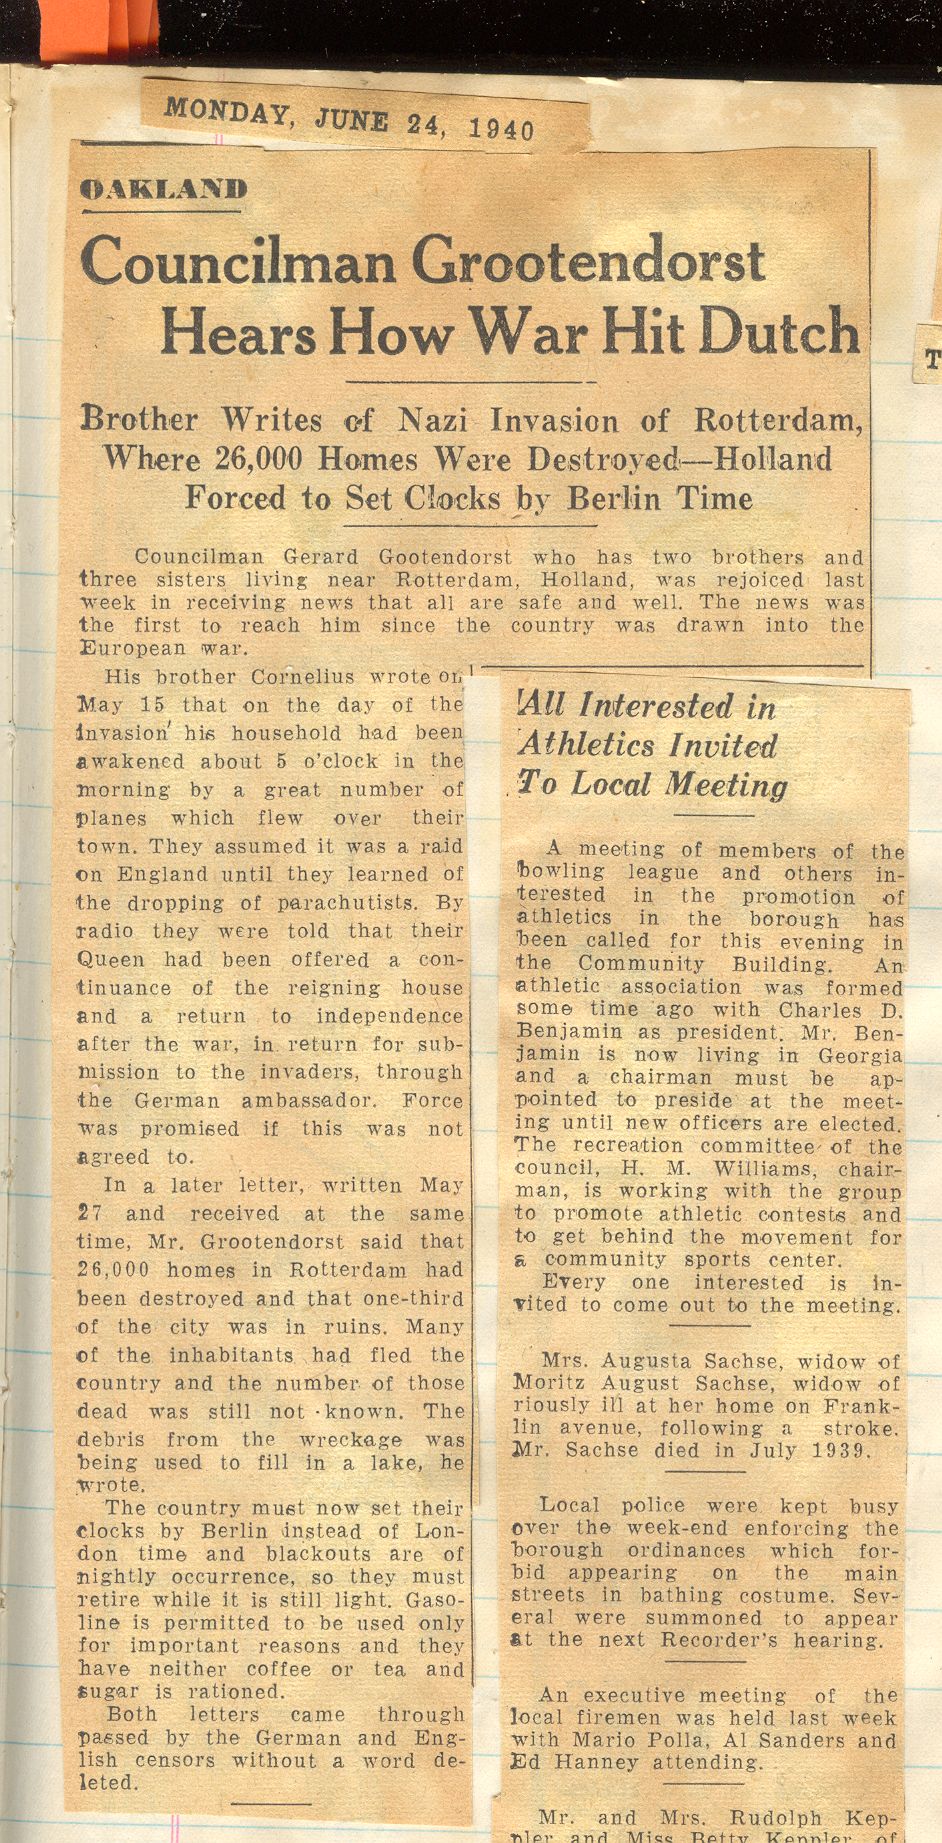 MONDAY, JUNE 24, 1940
OAKLAND
Councilman Grootendorst
Hears How War Hit Dutch
Brother Writes of Nazi Invasion of Rotterdam,
Where 26,000 Homes Were Destroyed—Holland
Forced to Set Clocks by Berlin Time
Councilman Gerard Gootendorst who has two brothers and
three sisters living near Rotterdam, Holland, was rejoiced last
week in receiving news that all are safe and well. The news was
the first to reach him since the country was drawn into the
European war.
His brother Cornelius wrote on
May 15 that on the day of the
invasion his household had been
awakened about 5 o'clock in the
morning by a great number of
planes which flew over their
town. They assumed it was a raid
on England until they learned of
the dropping of parachutists. By
radio they were told that their
Queen had been offered a con-
tinuance of the reigning house
and a return to independence
after the war, in return for sub-
mission to the invaders, through
the German ambassador. Force
was promised if this was not
agreed to.
In a later letter, written May
27 and received at the same
time, Mr. Grootendorst said that
26,000 homes in Rotterdam had
been destroyed and that one-third
of the city was in ruins. Many
of the inhabitants had fled the
country and the number of those
dead was still not known. The
debris from the wreckage was
being used to fill in a lake, he
wrote.
The country must now set their
clocks by Berlin instead of Lon-
don time and blackouts are of
nightly occurrence, so they must
retire while it is still light. Gaso-
line is permitted to be used only
for important reasons and they
have neither coffee or tea and
sugar is rationed.
Both letters came through
passed by the German and Eng-
lish censors without a word de-
leted.
All Interested in
Athletics Invited
To Local Meeting
A meeting of members of the
bowling league and others in-
terested in the promotion of
athletics in the borough has
been called for this evening in
the Community Building. An
athletic association was formed
some time ago with Charles D.
Benjamin as president. Mr. Ben-
jamin is now living in Georgia
and a chairman must be ap-
pointed to preside at the meet-
ing until new officers are elected.
The recreation committee of the
council, H. M. Williams, chair-
man, is working with the group
to promote athletic contests and
to get behind the movement for
a community sports center.
Every one interested is in-
vited to come out to the meeting.
Mrs. Augusta Sachse, widow of
Moritz August Sachse, widow of
riously ill at her home on Frank-
lin avenue, following a stroke.
Mr. Sachse died in July 1939.
Local police were kept busy
over the week-end enforcing the
borough ordinances which for-
bid appearing on the main
streets in bathing costume. Sev-
eral were summoned to appear
at the next Recorder's hearing.
An executive meeting of the
local firemen was held last week
with Mario Polla, Al Sanders and
Ed Hanney attending.
Mr. and Mrs. Rudolph Kep-
pler and Miss Betty Keppler of
T